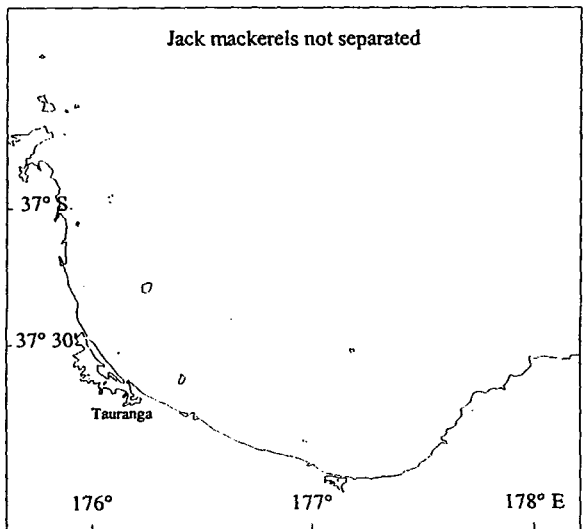 Jack mackerels not separated
37° S.
37° 30'
Tauranga
176° 177° 178° E